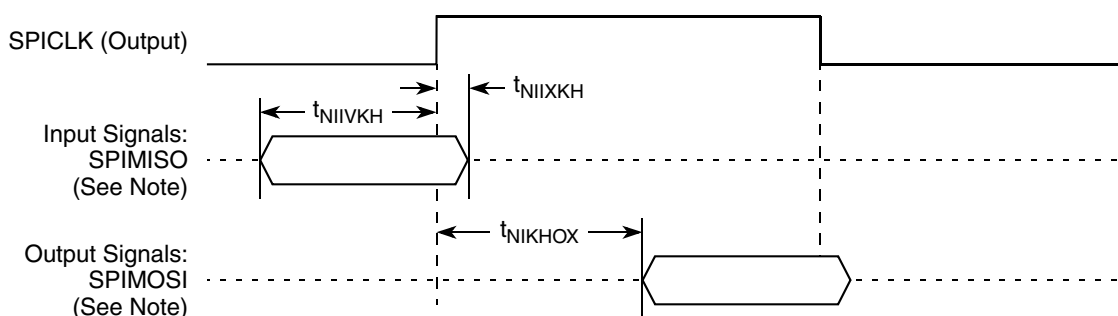 SPICLK (Output)
tNIIXKH
tNIIVKH
Input Signals:
SPIMISO
(See Note)
tNIKHOX
Output Signals:
SPIMOSI
(See Note)